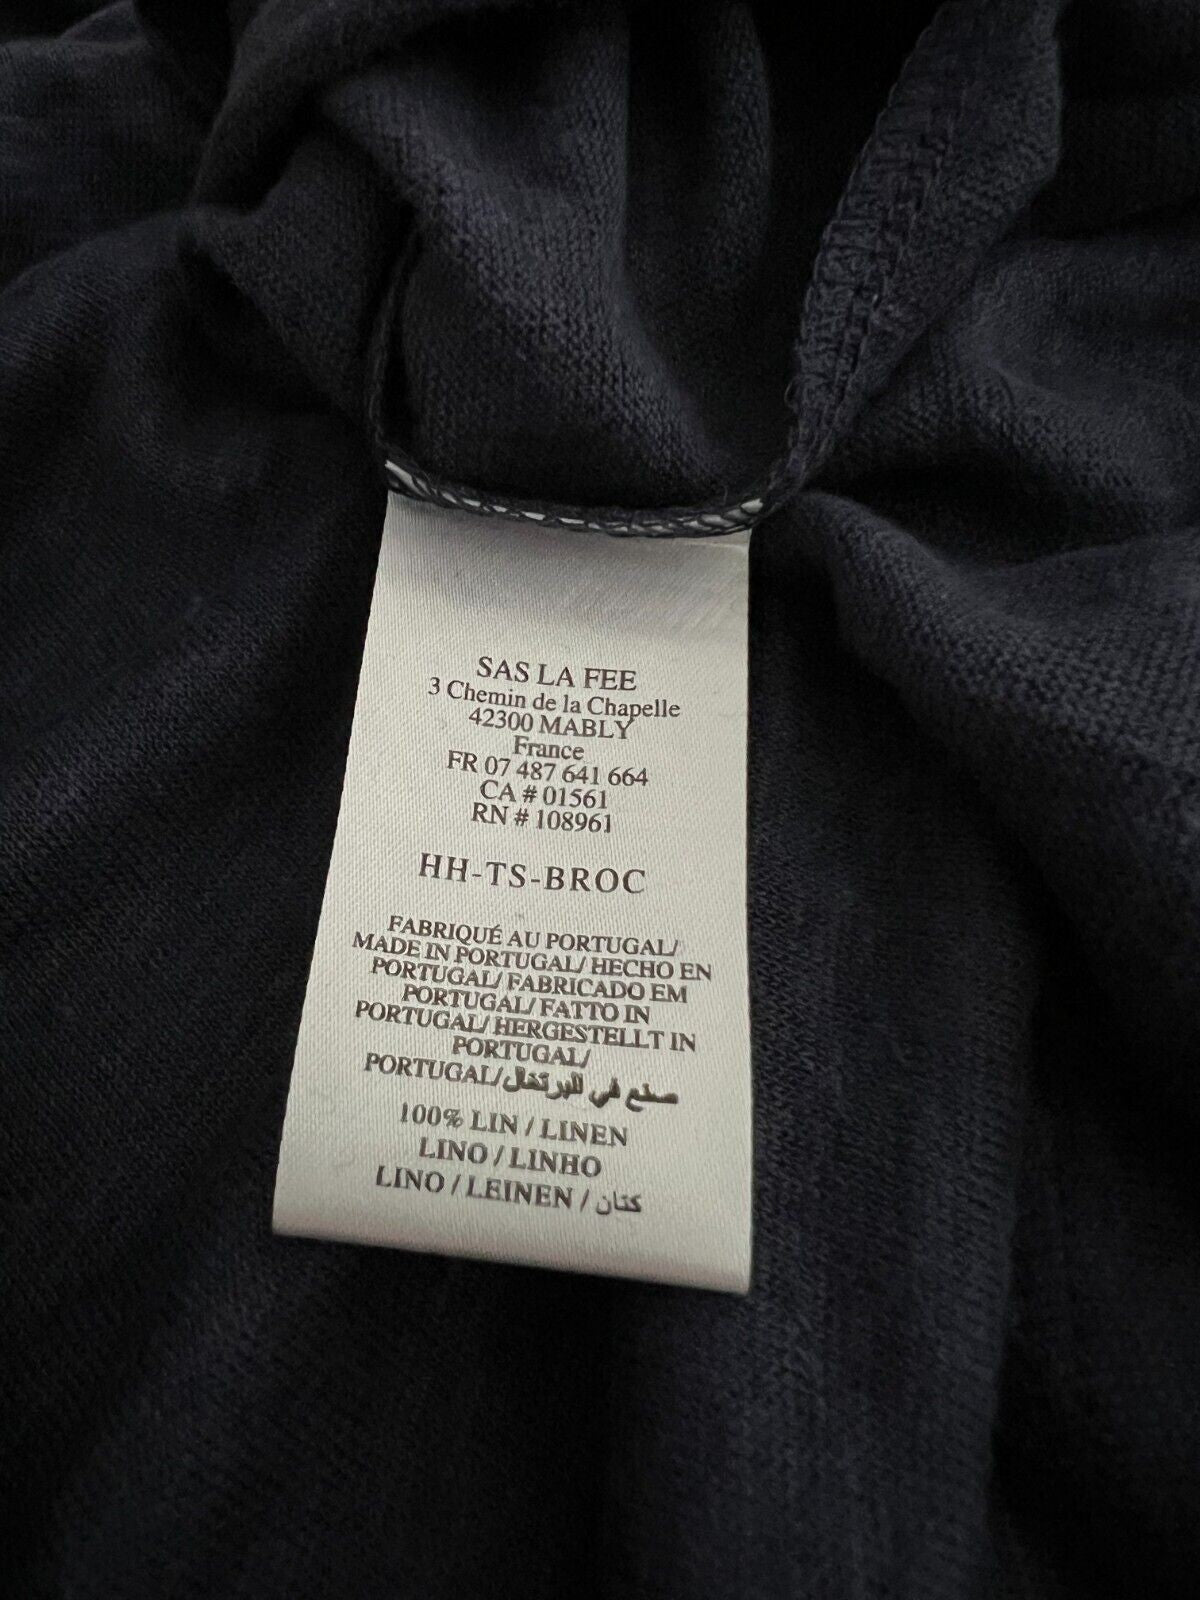 SAS LA FEE
3 Chemin de la Chapelle
42300 MABLY
France
FR 07 487 641 664
CA # 01561
RN # 108961
HH-TS-BROC
FABRIQUÉ AU PORTUGAL/
MADE IN PORTUGAL/ HECHO EN
PORTUGAL/ FABRICADO EM
PORTUGAL/ FATTO IN
PORTUGAL/ HERGESTELLT IN
PORTUGAL/
PORTUGAL/ صنع في البرتغال
100% LIN / LINEN
LINO / LINHO
LINO / LEINEN / كتان